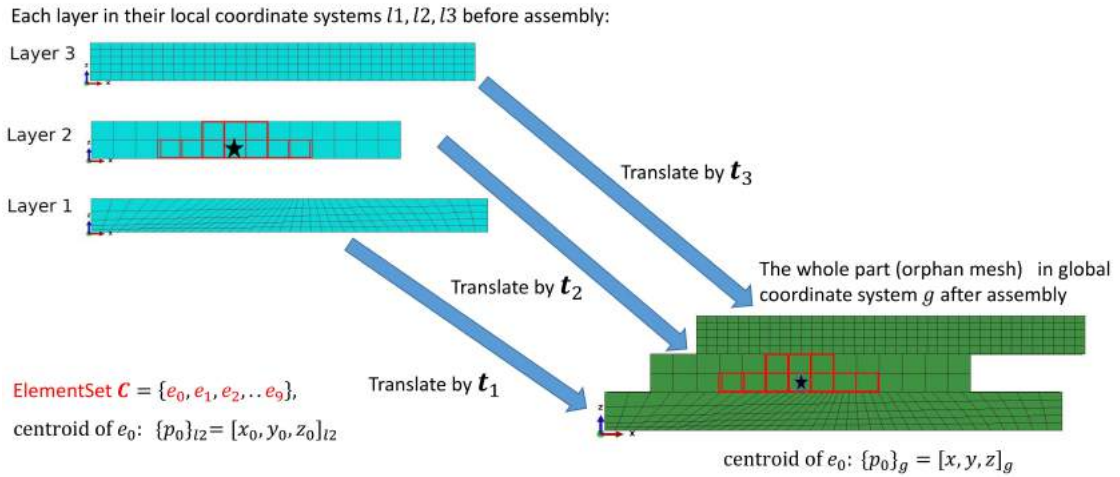 Each layer in their local coordinate systems l1, l2, l3 before assembly:
Layer 3
z
x
Layer 2
z
x
Translate by t₃
Layer 1
z
x
The whole part (orphan mesh) in global
coordinate system g after assembly
Translate by t₂
Translate by t₁
ElementSet C = {e₀, e₁, e₂, . . e₉},
z
x
centroid of e₀: {p₀}ₗ₂= [x₀, y₀, z₀]ₗ₂
centroid of e₀: {p₀}g = [x, y, z]g